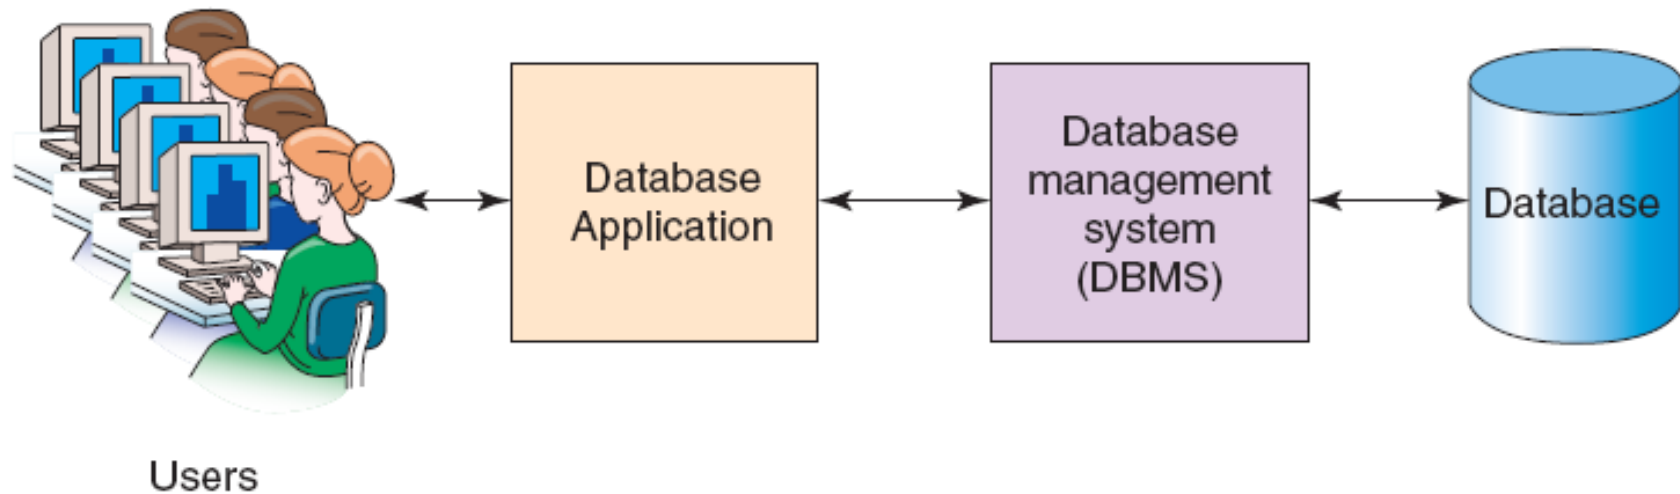 Database
Application
Database
management
system
(DBMS)
Database
Users